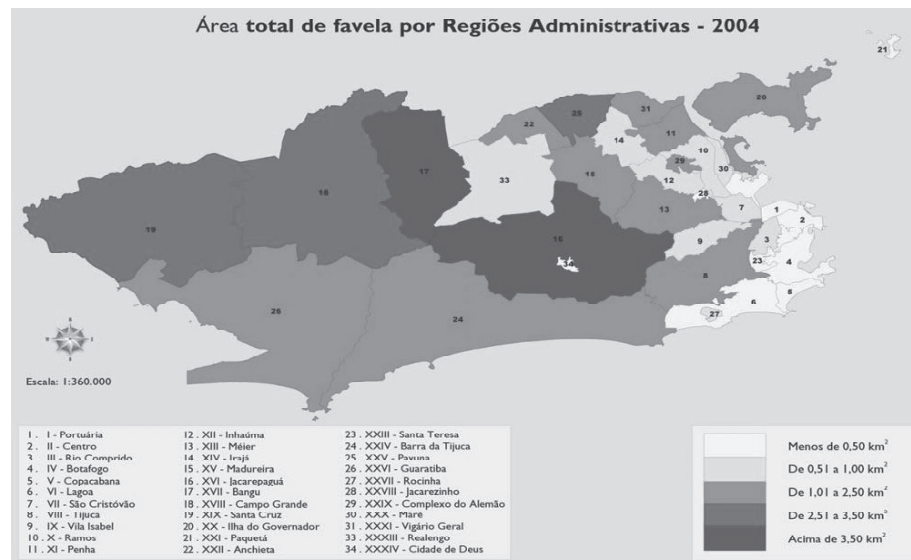 Área total de favela por Regiões Administrativas - 2004
21
20
31
25
22
11
14
10
29
30
17
33
12
28
13
7
1
2
18
19
9
3
16
34
23
4
8
5
6
27
26
24
Escala: 1:360.000
1 . I - Portuária
2 . II - Centro
3 . III - Rio Comprido
4 . IV - Botafogo
5 . V - Copacabana
6 . VI - Lagoa
7 . VII - São Cristóvão
8 . VIII - Tijuca
9 . IX - Vila Isabel
10 . X - Ramos
11 . XI - Penha
12 . XII - Inhaúma
13 . XIII - Méier
14 . XIV - Irajá
15 . XV - Madureira
16 . XVI - Jacarepaguá
17 . XVII - Bangu
18 . XVIII - Campo Grande
19 . XIX - Santa Cruz
20 . XX - Ilha do Governador
21 . XXI - Paquetá
22 . XXII - Anchieta
23 . XXIII - Santa Teresa
24 . XXIV - Barra da Tijuca
25 . XXV - Pavuna
26 . XXVI - Guaratiba
27 . XXVII - Rocinha
28 . XXVIII - Jacarezinho
29 . XXIX - Complexo do Alemão
30 . XXX - Maré
31 . XXXI - Vigário Geral
33 . XXXIII - Realengo
34 . XXXIV - Cidade de Deus
Menos de 0,50 km²
De 0,51 a 1,00 km²
De 1,01 a 2,50 km²
De 2,51 a 3,50 km²
Acima de 3,50 km²